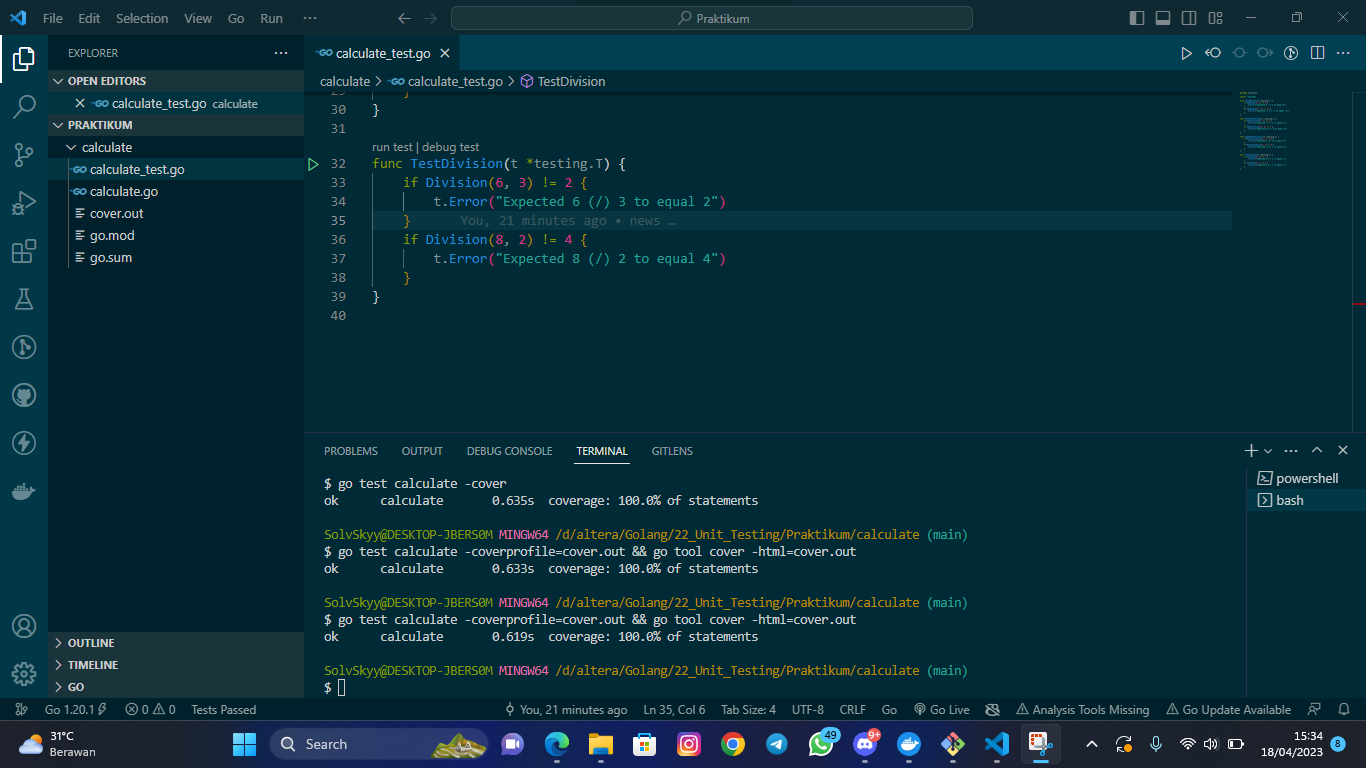 File Edit Selection View Go Run ··· Praktikum
EXPLORER ···
OPEN EDITORS
calculate_test.go calculate
PRAKTIKUM
calculate
calculate_test.go
calculate.go
cover.out
go.mod
go.sum
OUTLINE
TIMELINE
GO
calculate_test.go
calculate > calculate_test.go > TestDivision
30 }
31
run test | debug test
32 func TestDivision(t *testing.T) {
33 if Division(6, 3) != 2 {
34 t.Error("Expected 6 (/) 3 to equal 2")
35 } You, 21 minutes ago • news …
36 if Division(8, 2) != 4 {
37 t.Error("Expected 8 (/) 2 to equal 4")
38 }
39 }
40
PROBLEMS OUTPUT DEBUG CONSOLE TERMINAL GITLENS
$ go test calculate -cover
ok calculate 0.635s coverage: 100.0% of statements
SolvSkyy@DESKTOP-JBERS0M MINGW64 /d/altera/Golang/22_Unit_Testing/Praktikum/calculate (main)
$ go test calculate -coverprofile=cover.out && go tool cover -html=cover.out
ok calculate 0.633s coverage: 100.0% of statements
SolvSkyy@DESKTOP-JBERS0M MINGW64 /d/altera/Golang/22_Unit_Testing/Praktikum/calculate (main)
$ go test calculate -coverprofile=cover.out && go tool cover -html=cover.out
ok calculate 0.619s coverage: 100.0% of statements
SolvSkyy@DESKTOP-JBERS0M MINGW64 /d/altera/Golang/22_Unit_Testing/Praktikum/calculate (main)
$
powershell
bash
Go 1.20.1 0 0 Tests Passed You, 21 minutes ago Ln 35, Col 6 Tab Size: 4 UTF-8 CRLF Go Go Live Analysis Tools Missing Go Update Available
31°C
Berawan
Search
49
9+
15:34
18/04/2023
8